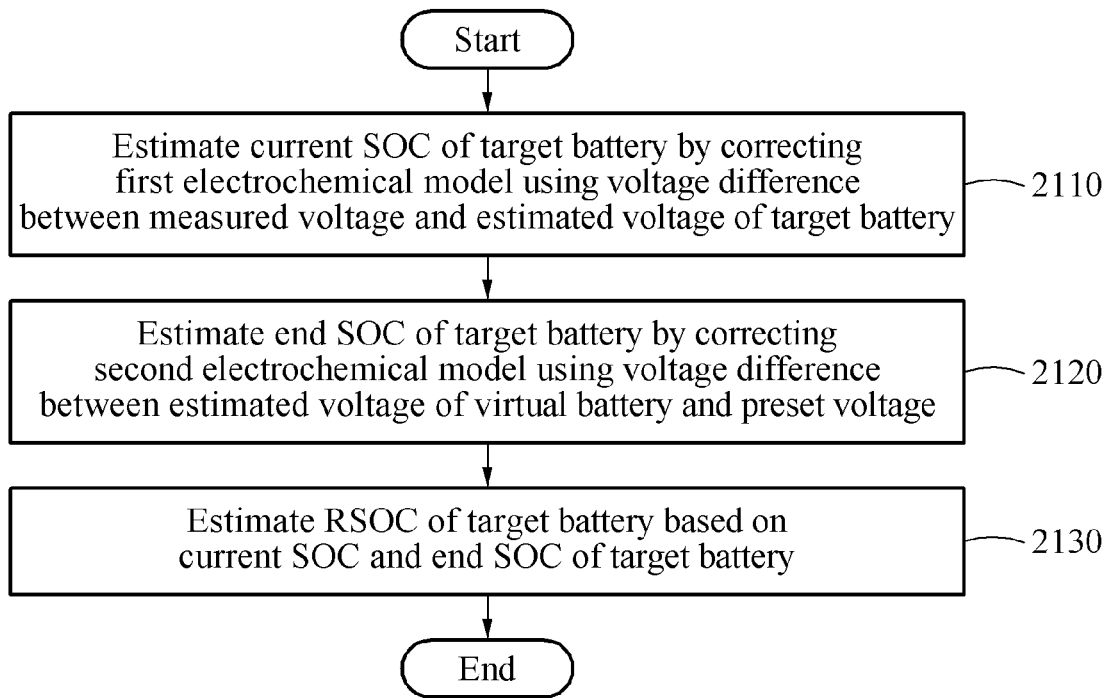 Start
Estimate current SOC of target battery by correcting
first electrochemical model using voltage difference
between measured voltage and estimated voltage of target battery
2110
Estimate end SOC of target battery by correcting
second electrochemical model using voltage difference
between estimated voltage of virtual battery and preset voltage
2120
Estimate RSOC of target battery based on
current SOC and end SOC of target battery
2130
End